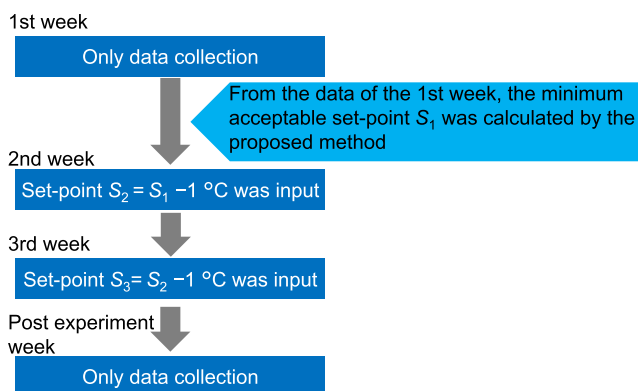 1st week
Only data collection
From the data of the 1st week, the minimum
acceptable set-point S₁ was calculated by the
proposed method
2nd week
Set-point S₂ = S₁ −1 °C was input
3rd week
Set-point S₃= S₂ −1 °C was input
Post experiment
week
Only data collection